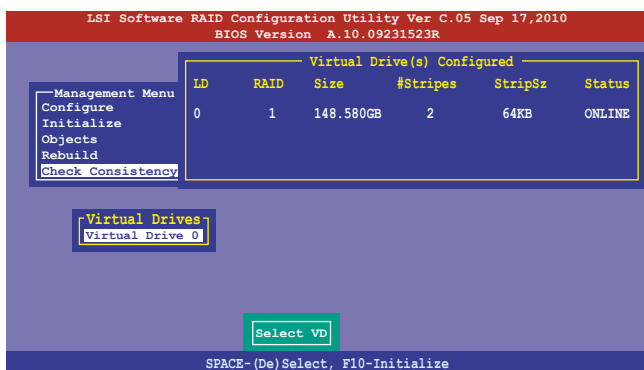 LSI Software RAID Configuration Utility Ver C.05 Sep 17,2010
BIOS Version A.10.09231523R
Virtual Drive(s) Configured
LD RAID Size #Stripes StripSz Status
0 1 148.580GB 2 64KB ONLINE
Management Menu
Configure
Initialize
Objects
Rebuild
Check Consistency
Virtual Drives
Virtual Drive 0
Select VD
SPACE-(De)Select, F10-Initialize